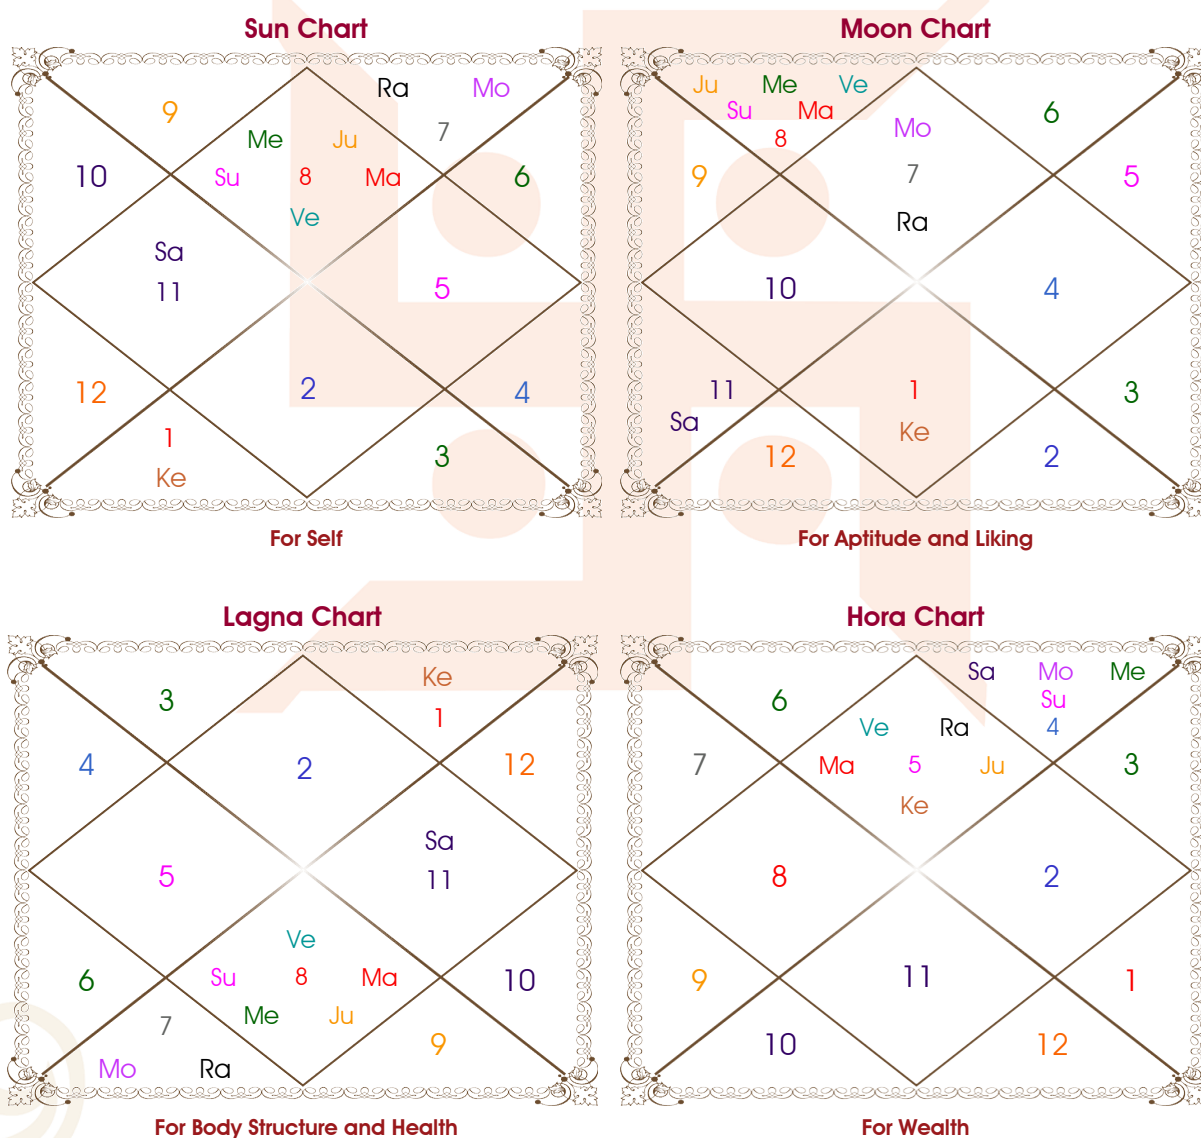 Sun Chart
Ra Mo
9
7
Me Ju
10 Su 8 Ma 6
Ve
Sa
11 5
12 2 4
1
3
Ke
For Self
Moon Chart
Ju Me Ve
Su Ma 6
8 Mo
9 7 5
Ra
10 4
11 1 3
Sa Ke
12 2
For Aptitude and Liking
Lagna Chart
Ke
3
1
4 2 12
Sa
5 11
Ve
6 Su 8 Ma 10
Me Ju
7
9
Mo Ra
For Body Structure and Health
Hora Chart
Sa Mo Me
6 Su
Ve Ra 4
7 Ma 5 Ju 3
Ke
8 2
9 11 1
10 12
For Wealth